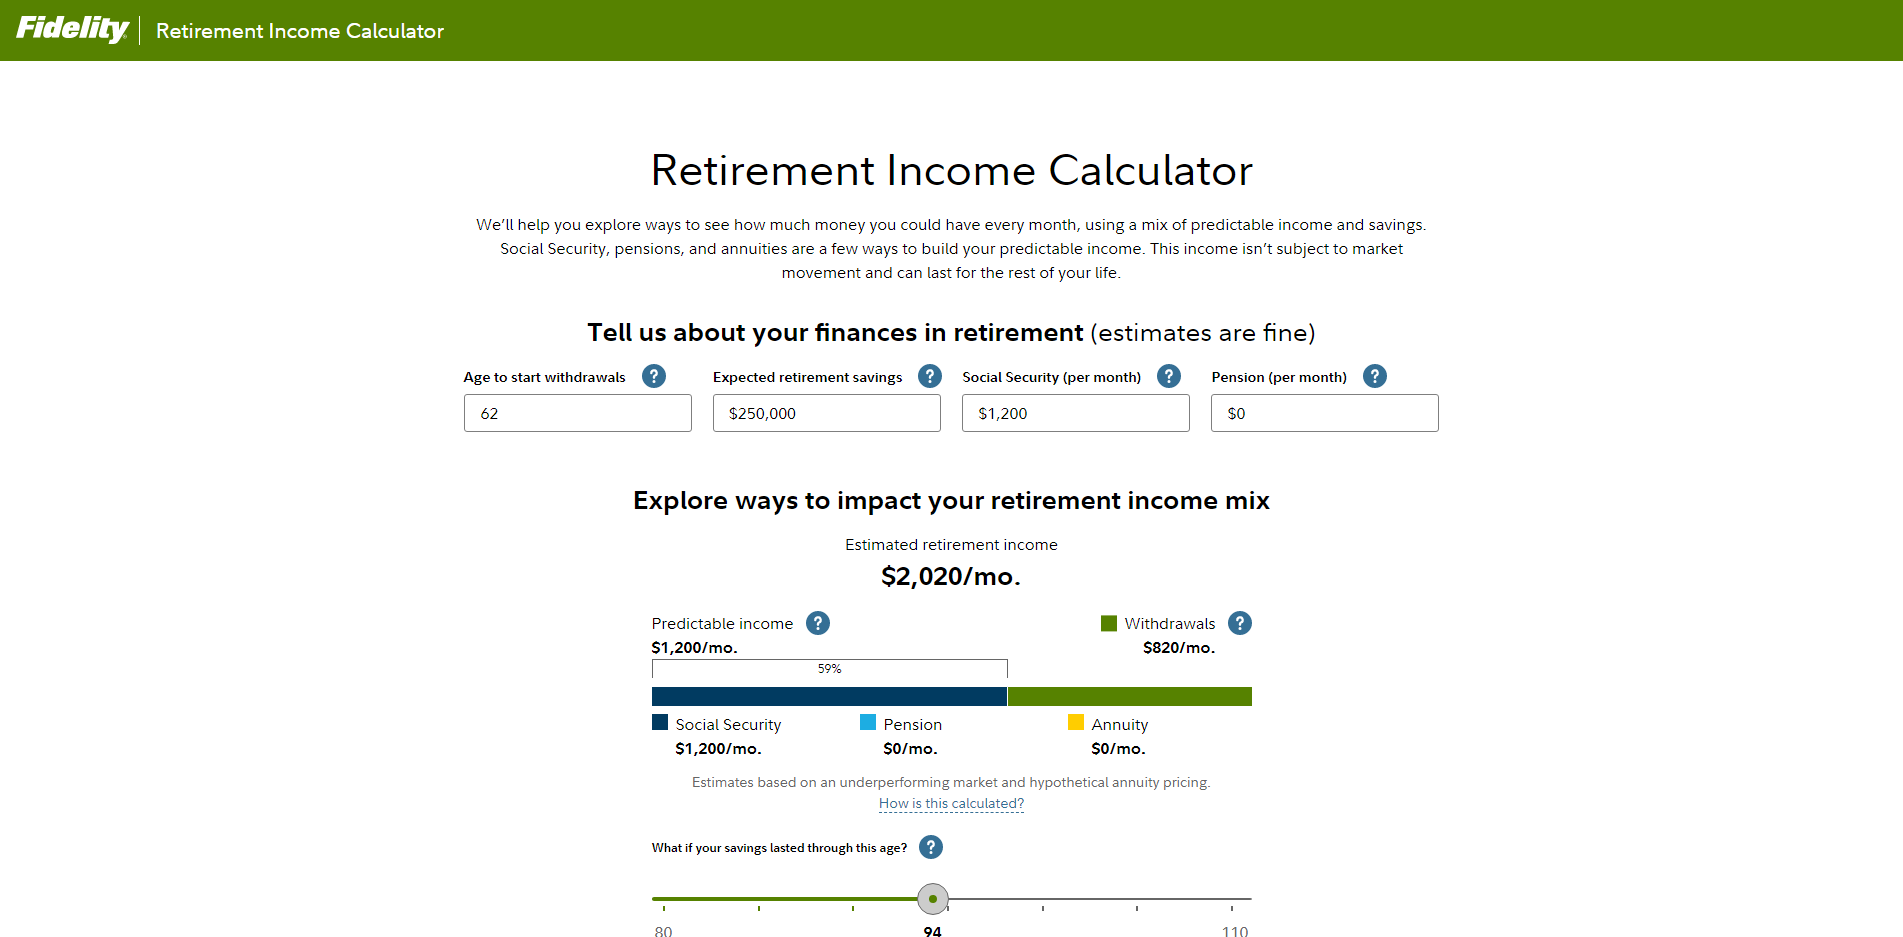 Fidelity
Retirement Income Calculator
Retirement Income Calculator
We’ll help you explore ways to see how much money you could have every month, using a mix of predictable income and savings.
Social Security, pensions, and annuities are a few ways to build your predictable income. This income isn’t subject to market
movement and can last for the rest of your life.
Tell us about your finances in retirement (estimates are fine)
Age to start withdrawals ?
62
Expected retirement savings ?
$250,000
Social Security (per month) ?
$1,200
Pension (per month) ?
$0
Explore ways to impact your retirement income mix
Estimated retirement income
$2,020/mo.
Predictable income ?
$1,200/mo.
Withdrawals ?
$820/mo.
59%
Social Security
$1,200/mo.
Pension
$0/mo.
Annuity
$0/mo.
Estimates based on an underperforming market and hypothetical annuity pricing.
How is this calculated?
What if your savings lasted through this age? ?
80 94 110